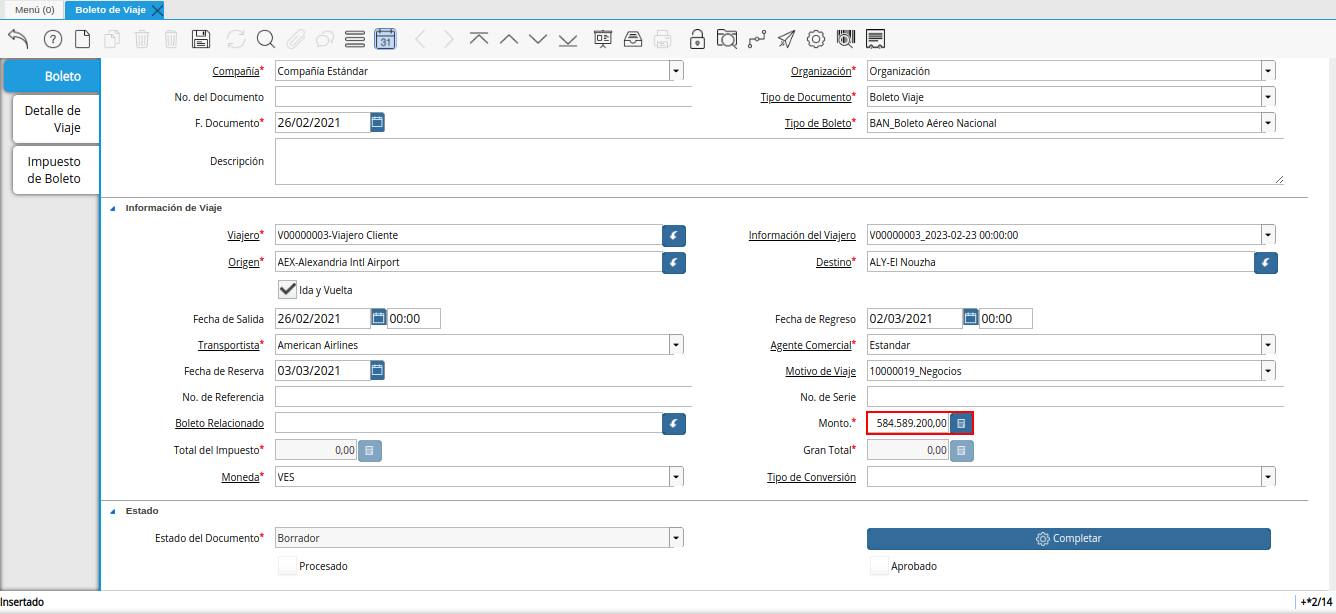 Menú (0)
Boleto de Viaje
31
Boleto
Detalle de
Viaje
Impuesto
de Boleto
Compañía* Compañía Estándar Organización* Organización
No. del Documento Tipo de Documento* Boleto Viaje
F. Documento* 26/02/2021 Tipo de Boleto* BAN_Boleto Aéreo Nacional
Descripción
Información de Viaje
Viajero* V00000003-Viajero Cliente Información del Viajero V00000003_2023-02-23 00:00:00
Origen* AEX-Alexandria Intl Airport Destino* ALY-El Nouzha
Ida y Vuelta
Fecha de Salida 26/02/2021 00:00 Fecha de Regreso 02/03/2021 00:00
Transportista* American Airlines Agente Comercial* Estandar
Fecha de Reserva 03/03/2021 Motivo de Viaje 10000019_Negocios
No. de Referencia No. de Serie
Boleto Relacionado Monto.* 584.589.200,00
Total del Impuesto* 0,00 Gran Total* 0,00
Moneda* VES Tipo de Conversión
Estado
Estado del Documento* Borrador Completar
Procesado Aprobado
Insertado +*2/14